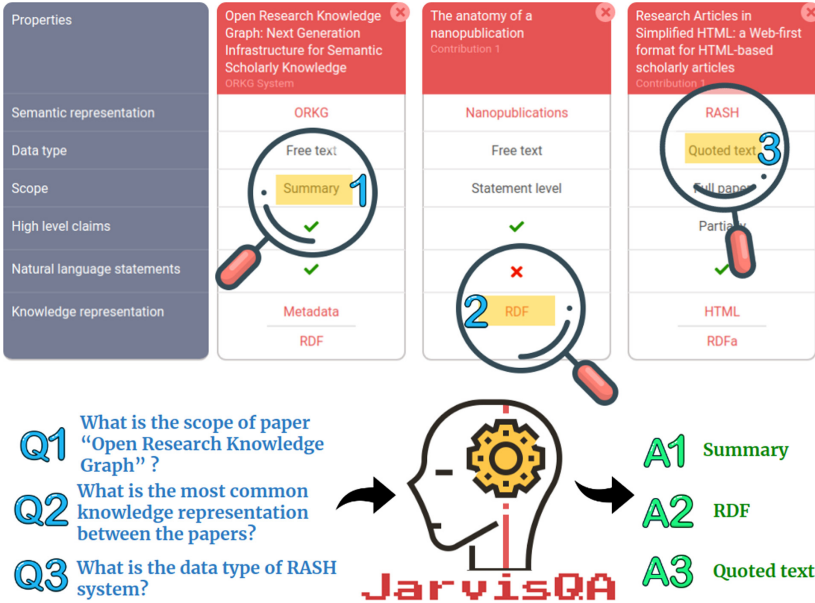 Properties
Open Research Knowledge
Graph: Next Generation
Infrastructure for Semantic
Scholarly Knowledge
ORKG System
The anatomy of a
nanopublication
Contribution 1
Research Articles in
Simplified HTML: a Web-first
format for HTML-based
scholarly articles
Contribution 1
Semantic representation
ORKG
Nanopublications
RASH
Data type
Free text
Free text
Quoted text
3
Scope
Summary
1
Statement level
Full paper
High level claims
Partially
Natural language statements
Knowledge representation
Metadata
2
RDF
HTML
RDF
RDFa
Q1
What is the scope of paper
“Open Research Knowledge
Graph” ?
Q2
What is the most common
knowledge representation
between the papers?
Q3
What is the data type of RASH
system?
JarvisQA
A1
Summary
A2
RDF
A3
Quoted text